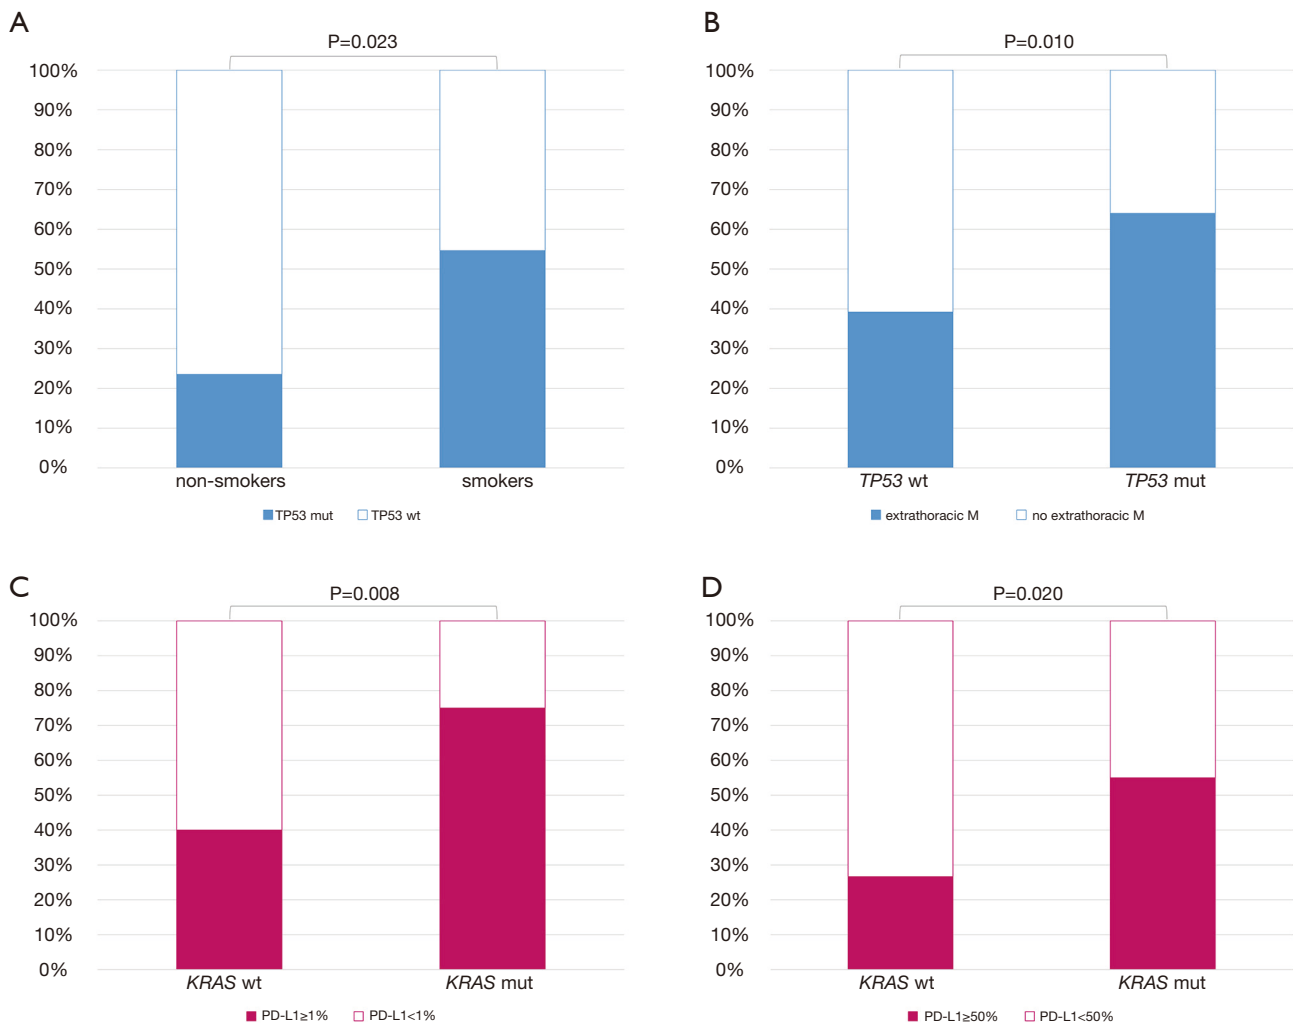 A
P=0.023
100%
90%
80%
70%
60%
50%
40%
30%
20%
10%
0%
non-smokers smokers
TP53 mut TP53 wt
B
P=0.010
100%
90%
80%
70%
60%
50%
40%
30%
20%
10%
0%
TP53 wt TP53 mut
extrathoracic M no extrathoracic M
C
P=0.008
100%
90%
80%
70%
60%
50%
40%
30%
20%
10%
0%
KRAS wt KRAS mut
PD-L1≥1% PD-L1<1%
D
P=0.020
100%
90%
80%
70%
60%
50%
40%
30%
20%
10%
0%
KRAS wt KRAS mut
PD-L1≥50% PD-L1<50%